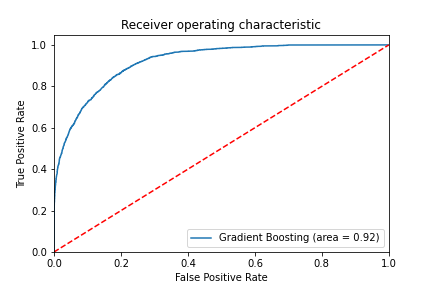 Receiver operating characteristic
True Positive Rate
1.0
0.8
0.6
0.4
0.2
0.0
Gradient Boosting (area = 0.92)
0.0 0.2 0.4 0.6 0.8 1.0
False Positive Rate